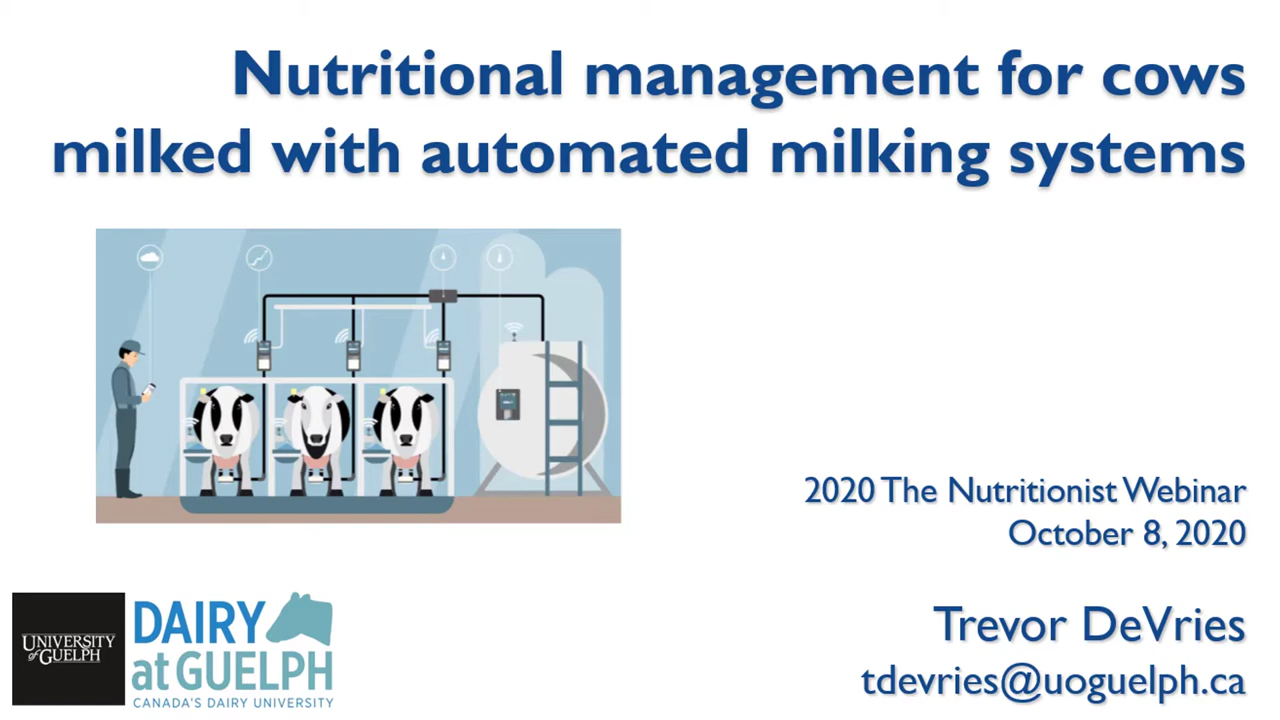 Nutritional management for cows
milked with automated milking systems
2020 The Nutritionist Webinar
October 8, 2020
UNIVERSITY
of GUELPH
DAIRY
at GUELPH
CANADA'S DAIRY UNIVERSITY
Trevor DeVries
tdevries@uoguelph.ca